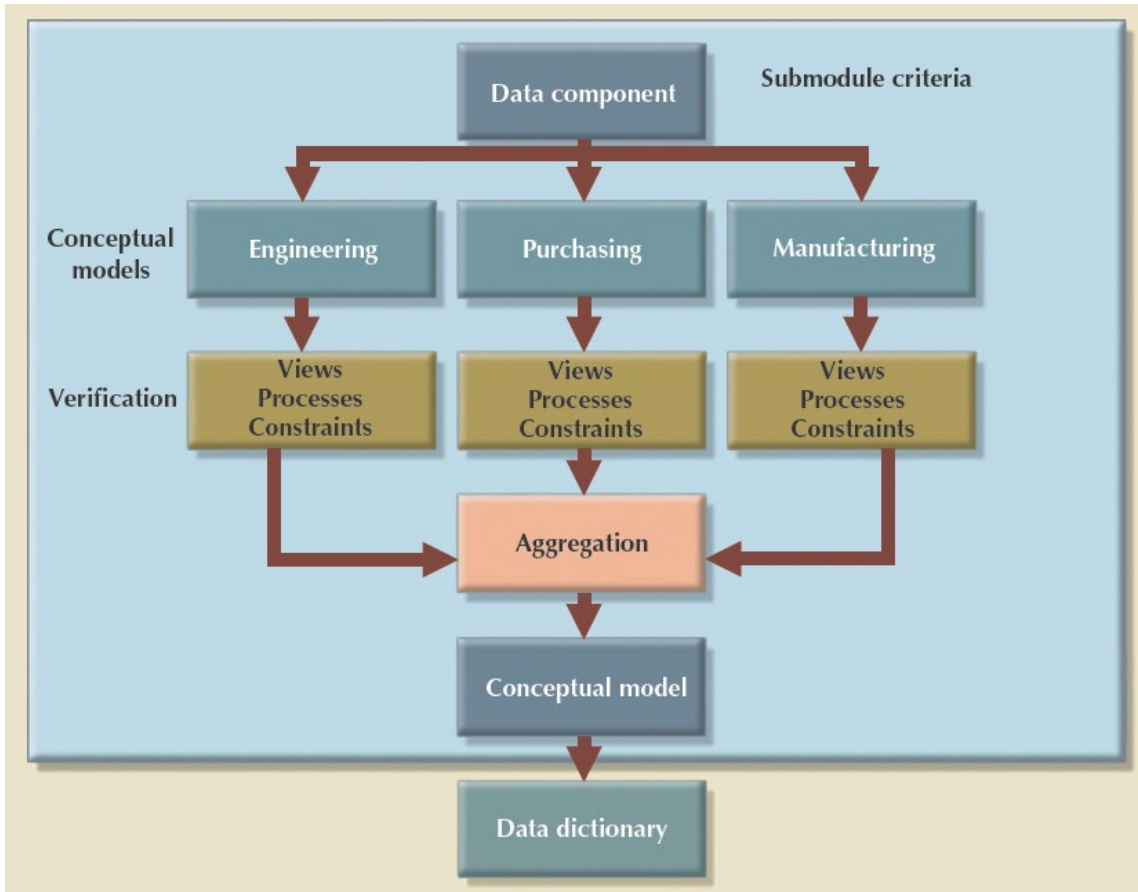 Data component
Submodule criteria
Conceptual
models
Engineering
Purchasing
Manufacturing
Verification
Views
Processes
Constraints
Views
Processes
Constraints
Views
Processes
Constraints
Aggregation
Conceptual model
Data dictionary